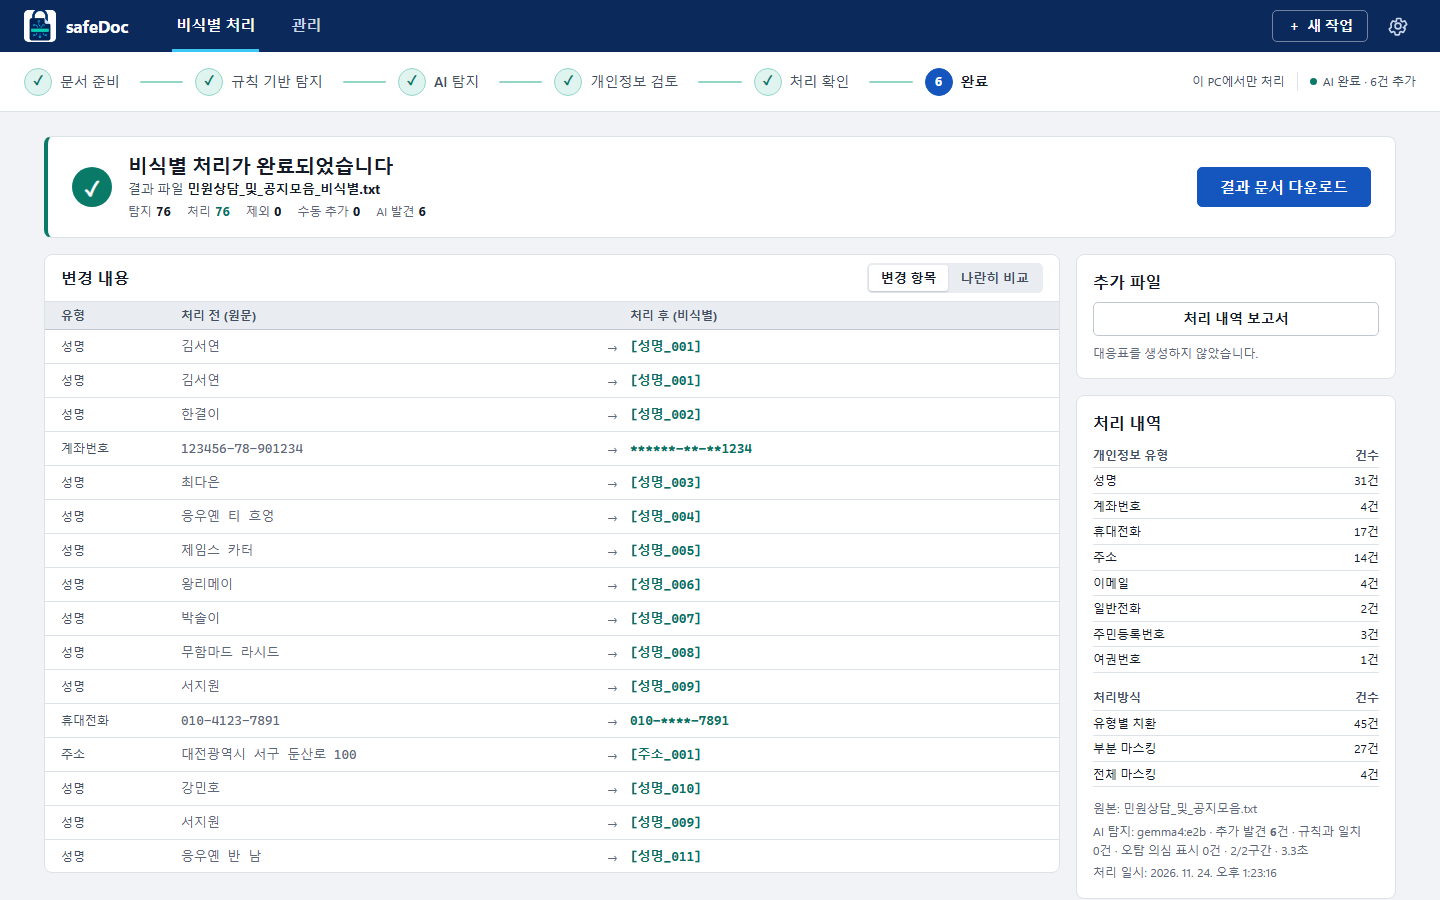 safeDoc
비식별 처리
관리
+ 새 작업
✓ 문서 준비
✓ 규칙 기반 탐지
✓ AI 탐지
✓ 개인정보 검토
✓ 처리 확인
6 완료
이 PC에서만 처리
AI 완료 · 6건 추가
비식별 처리가 완료되었습니다
결과 파일 민원상담_및_공지모음_비식별.txt
탐지 76 처리 76 제외 0 수동 추가 0 AI 발견 6
결과 문서 다운로드
변경 내용
변경 항목 나란히 비교
유형 처리 전 (원문) 처리 후 (비식별)
성명 김서연 → [성명_001]
성명 김서연 → [성명_001]
성명 한결이 → [성명_002]
계좌번호 123456-78-901234 → ******-**-**1234
성명 최다은 → [성명_003]
성명 응우옌 티 흐엉 → [성명_004]
성명 제임스 카터 → [성명_005]
성명 왕리메이 → [성명_006]
성명 박솔이 → [성명_007]
성명 무함마드 라시드 → [성명_008]
성명 서지원 → [성명_009]
휴대전화 010-4123-7891 → 010-****-7891
주소 대전광역시 서구 둔산로 100 → [주소_001]
성명 강민호 → [성명_010]
성명 서지원 → [성명_009]
성명 응우옌 반 남 → [성명_011]
추가 파일
처리 내역 보고서
대응표를 생성하지 않았습니다.
처리 내역
개인정보 유형 건수
성명 31건
계좌번호 4건
휴대전화 17건
주소 14건
이메일 4건
일반전화 2건
주민등록번호 3건
여권번호 1건
처리방식 건수
유형별 치환 45건
부분 마스킹 27건
전체 마스킹 4건
원본: 민원상담_및_공지모음.txt
AI 탐지: gemma4:e2b · 추가 발견 6건 · 규칙과 일치
0건 · 오탐 의심 표시 0건 · 2/2구간 · 3.3초
처리 일시: 2026. 11. 24. 오후 1:23:16